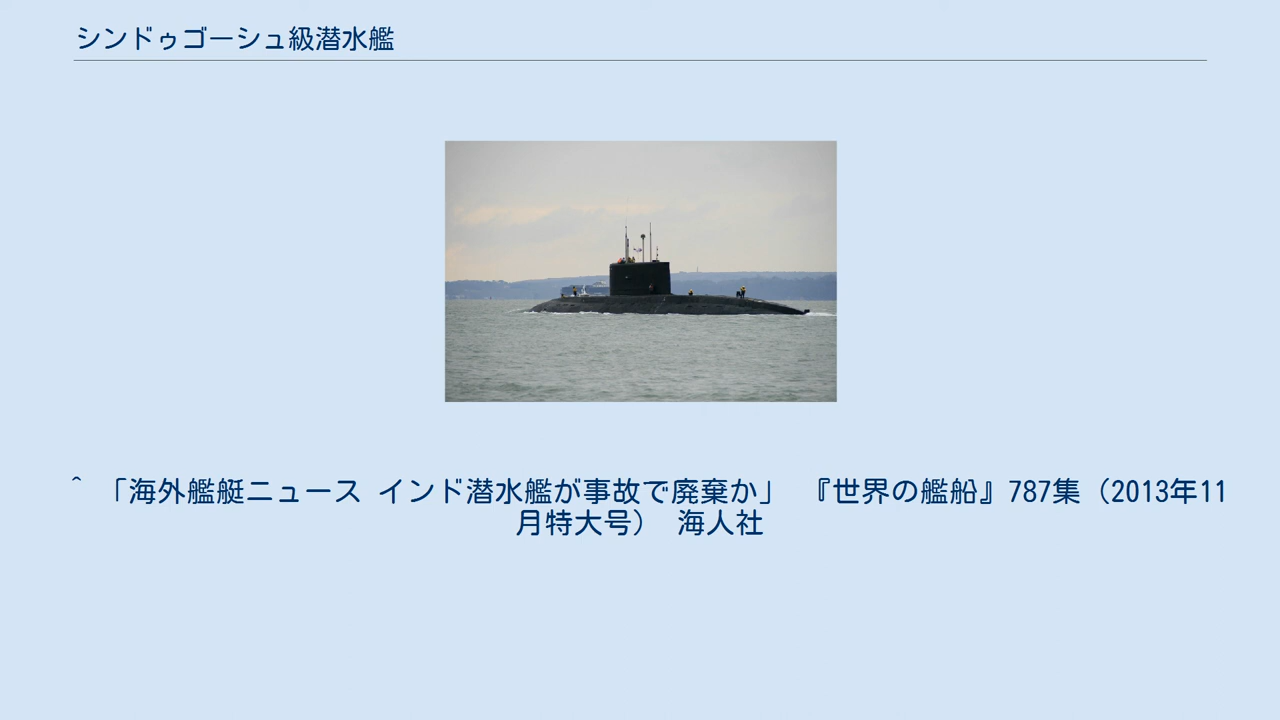 シンドゥゴーシュ級潜水艦
^ 「海外艦艇ニュース インド潜水艦が事故で廃棄か」 『世界の艦船』787集（2013年11
月特大号） 海人社